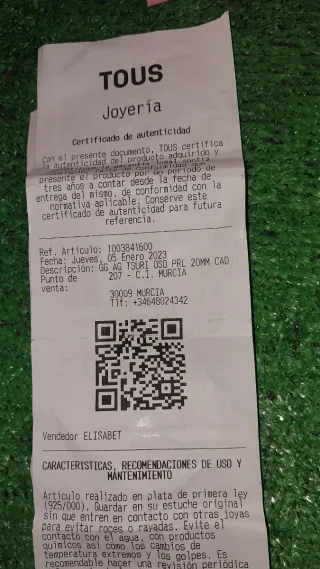 TOUS
Joyería
Certificado de autenticidad
Con el presente documento, TOUS certifica
la autenticidad del producto adquirido y
presente el producto por un periodo de
tres años a contar desde la fecha de
entrega del mismo, de conformidad con la
normativa aplicable. Conserve este
certificado de autenticidad para futura
referencia.
Ref. Artículo: 1003841600
Fecha: Jueves, 05 Enero 2023
Descripción: GG AG TSURI OSO PRL 20MM CAD
Punto de 207 - C.I. MURCIA
venta:
30009 MURCIA
Tlf: +34648024342
Vendedor ELISABET
CARACTERISTICAS, RECOMENDACIONES DE USO Y
MANTENIMIENTO
Artículo realizado en plata de primera ley
(925/000). Guardar en su estuche original
sin que entren en contacto con otras joyas
para evitar roces o rayadas. Evite el
contacto con el agua, con productos
químicos así como los cambios de
temperatura extremos y los golpes. Es
recomendable hacer una revisión periódica